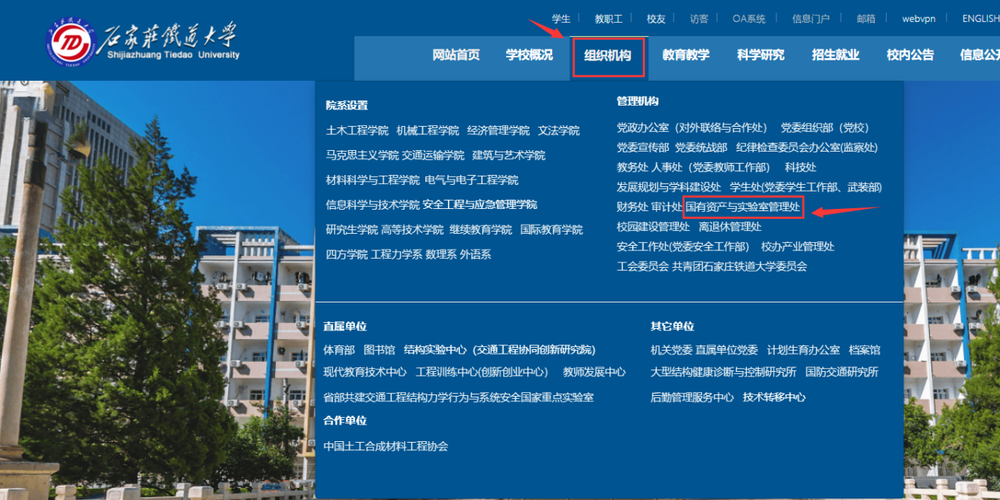 石家庄鐵道大學
Shijiazhuang Tiedao University
学生 教职工 校友 访客 OA系统 信息门户 邮箱 webvpn ENGLISH
网站首页 学校概况 组织机构 教育教学 科学研究 招生就业 校内公告 信息公开
院系设置
土木工程学院 机械工程学院 经济管理学院 文法学院
马克思主义学院 交通运输学院 建筑与艺术学院
材料科学与工程学院 电气与电子工程学院
信息科学与技术学院 安全工程与应急管理学院
研究生学院 高等技术学院 继续教育学院 国际教育学院
四方学院 工程力学系 数理系 外语系
管理机构
党政办公室（对外联络与合作处） 党委组织部（党校）
党委宣传部 党委统战部 纪律检查委员会办公室(监察处)
教务处 人事处（党委教师工作部） 科技处
发展规划与学科建设处 学生处(党委学生工作部、武装部)
财务处 审计处 国有资产与实验室管理处
校园建设管理处 离退休管理处
安全工作处(党委安全工作部) 校办产业管理处
工会委员会 共青团石家庄铁道大学委员会
直属单位
体育部 图书馆 结构实验中心（交通工程协同创新研究院)
现代教育技术中心 工程训练中心(创新创业中心） 教师发展中心
省部共建交通工程结构力学行为与系统安全国家重点实验室
合作单位
中国土工合成材料工程协会
其它单位
机关党委 直属单位党委 计划生育办公室 档案馆
大型结构健康诊断与控制研究所 国防交通研究所
后勤管理服务中心 技术转移中心